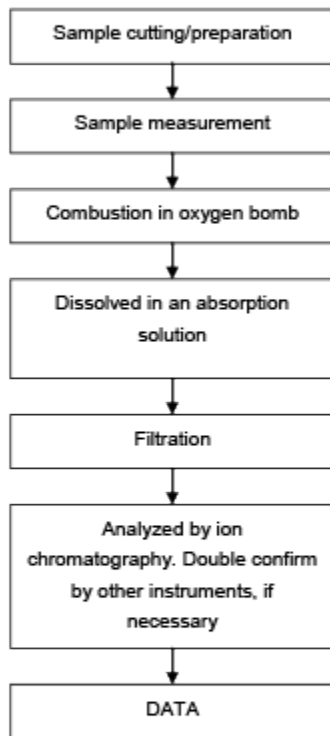 Sample cutting/preparation
Sample measurement
Combustion in oxygen bomb
Dissolved in an absorption
solution
Filtration
Analyzed by ion
chromatography. Double confirm
by other instruments, if
necessary
DATA